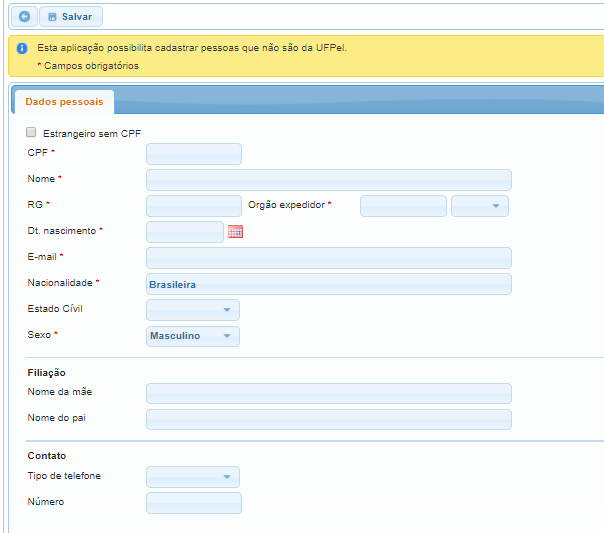 Salvar
Esta aplicação possibilita cadastrar pessoas que não são da UFPel.
* Campos obrigatórios
Dados pessoais
Estrangeiro sem CPF
CPF *
Nome *
RG * Orgão expedidor *
Dt. nascimento *
E-mail *
Nacionalidade * Brasileira
Estado Cívil
Sexo * Masculino
Filiação
Nome da mãe
Nome do pai
Contato
Tipo de telefone
Número